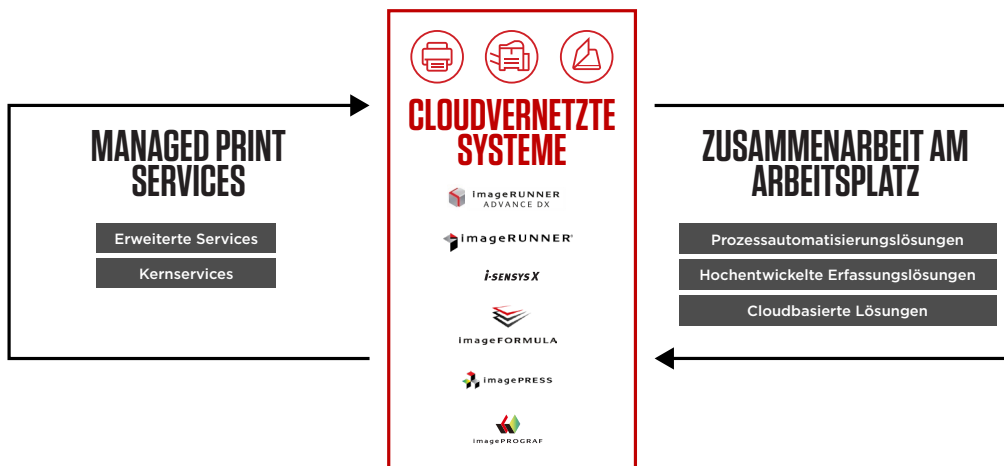 MANAGED PRINT
SERVICES
Erweiterte Services
Kernservices
CLOUDVERNETZTE
SYSTEME
imageRUNNER
ADVANCE DX
imageRUNNER®
i-SENSYS X
imageFORMULA
imagePRESS
imagePROGRAF
ZUSAMMENARBEIT AM
ARBEITSPLATZ
Prozessautomatisierungslösungen
Hochentwickelte Erfassungslösungen
Cloudbasierte Lösungen